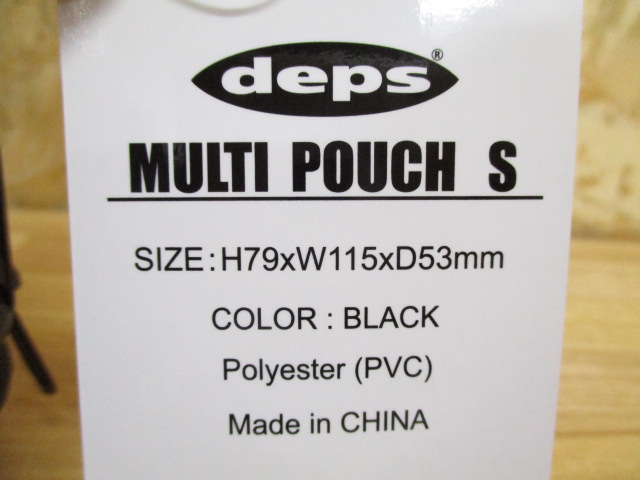 deps®
MULTI POUCH S
SIZE:H79xW115xD53mm
COLOR : BLACK
Polyester (PVC)
Made in CHINA